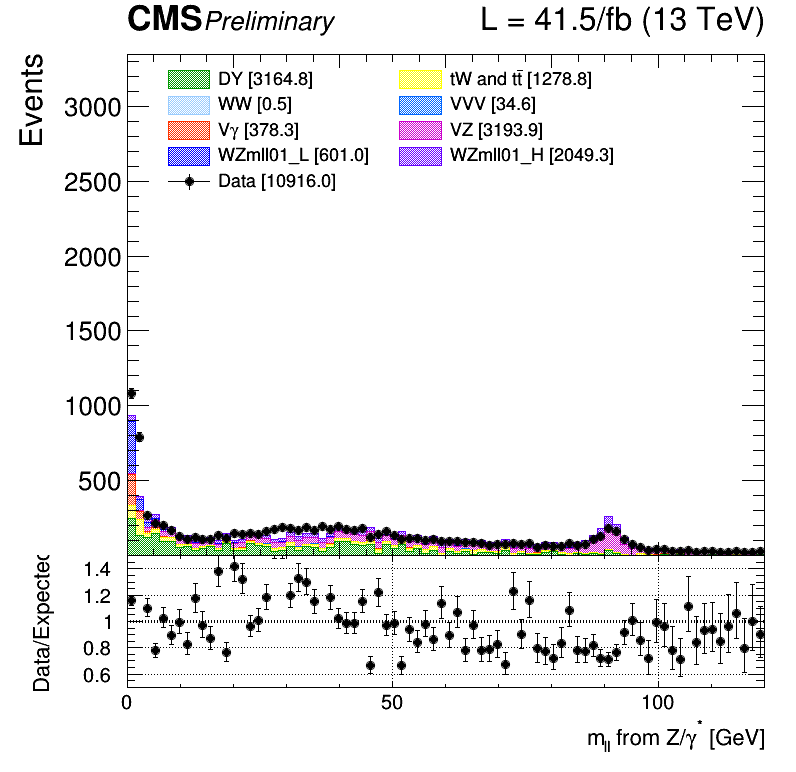 CMS Preliminary L = 41.5/fb (13 TeV)
Events
3000
2500
2000
1500
1000
500
DY [3164.8] tW and tt̄ [1278.8]
WW [0.5] VVV [34.6]
Vγ [378.3] VZ [3193.9]
WZmll01_L [601.0] WZmll01_H [2049.3]
Data [10916.0]
Data/Expected
1.4
1.2
1
0.8
0.6
0 50 100
m_ll from Z/γ* [GeV]